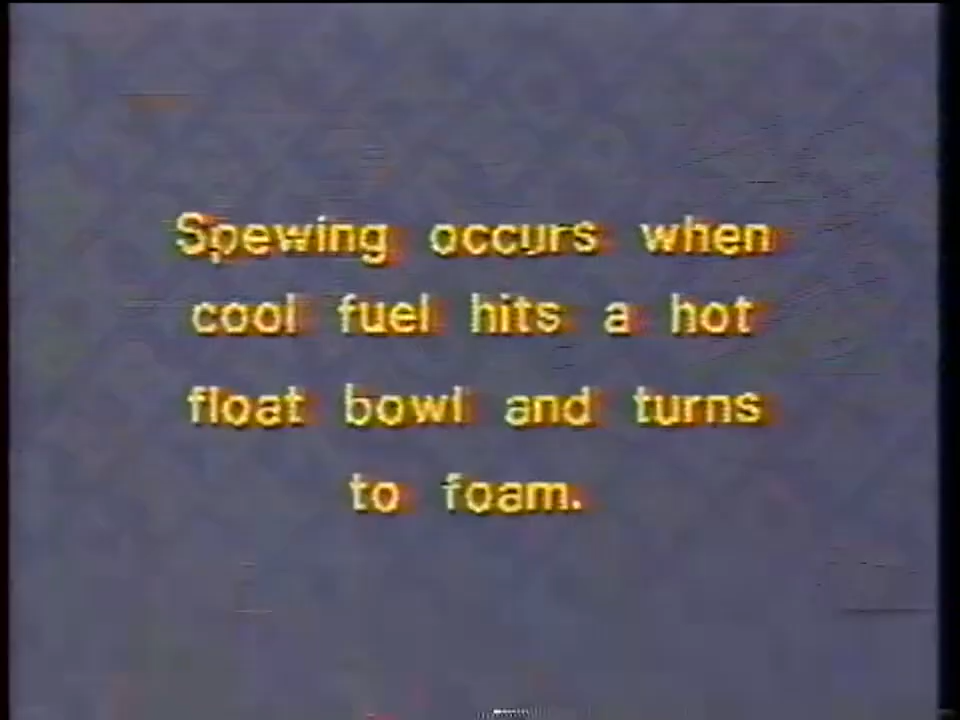 Spewing occurs when
cool fuel hits a hot
float bowl and turns
to foam.